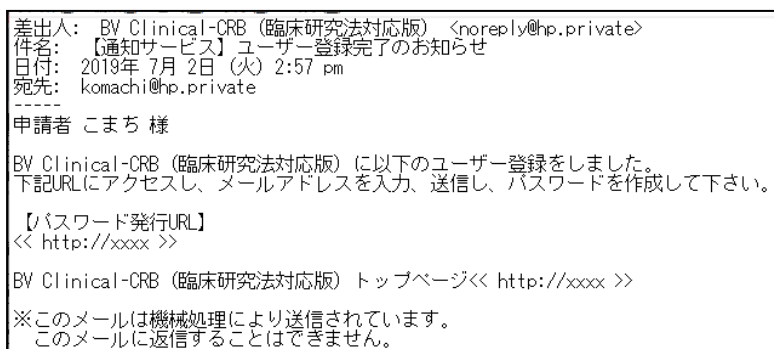 差出人: BV Clinical-CRB (臨床研究法対応版) <noreply@hp.private>
件名: 【通知サービス】ユーザー登録完了のお知らせ
日付: 2019年 7月 2日 (火) 2:57 pm
宛先: komachi@hp.private
-----
申請者 こまち 様
BV Clinical-CRB (臨床研究法対応版) に以下のユーザー登録をしました。
下記URLにアクセスし、メールアドレスを入力、送信し、パスワードを作成して下さい。
【パスワード発行URL】
<< http://xxxx >>
BV Clinical-CRB (臨床研究法対応版) トップページ<< http://xxxx >>
※このメールは機械処理により送信されています。
このメールに返信することはできません。